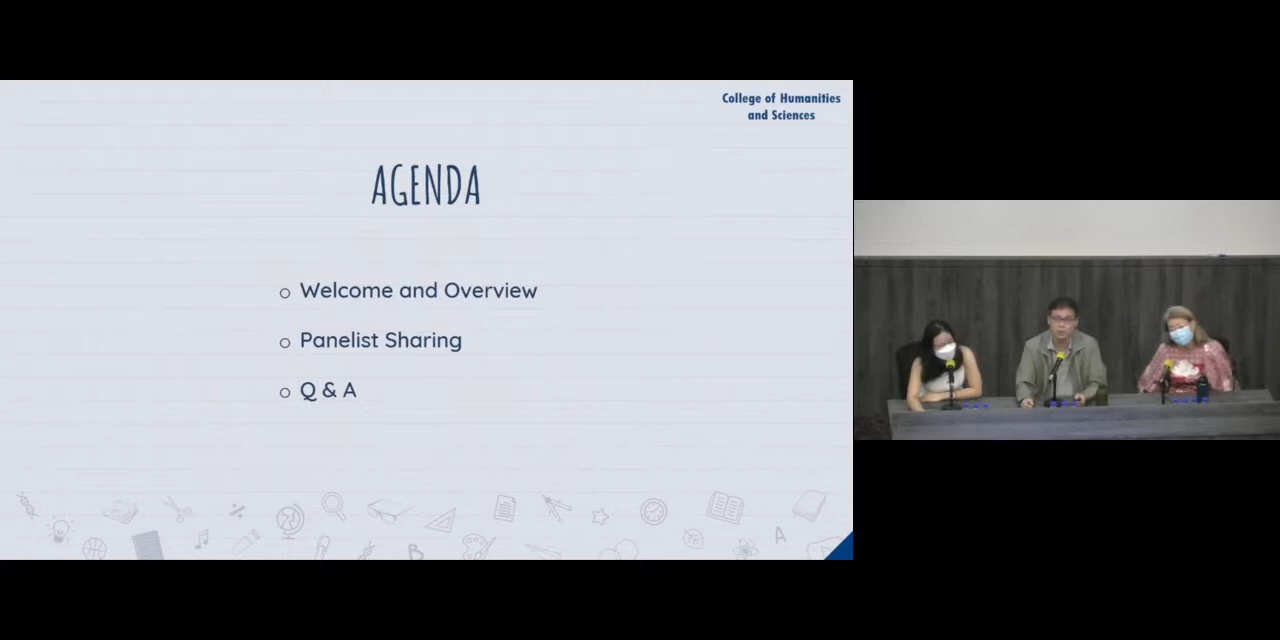 College of Humanities
and Sciences
AGENDA
Welcome and Overview
Panelist Sharing
Q & A
A
B